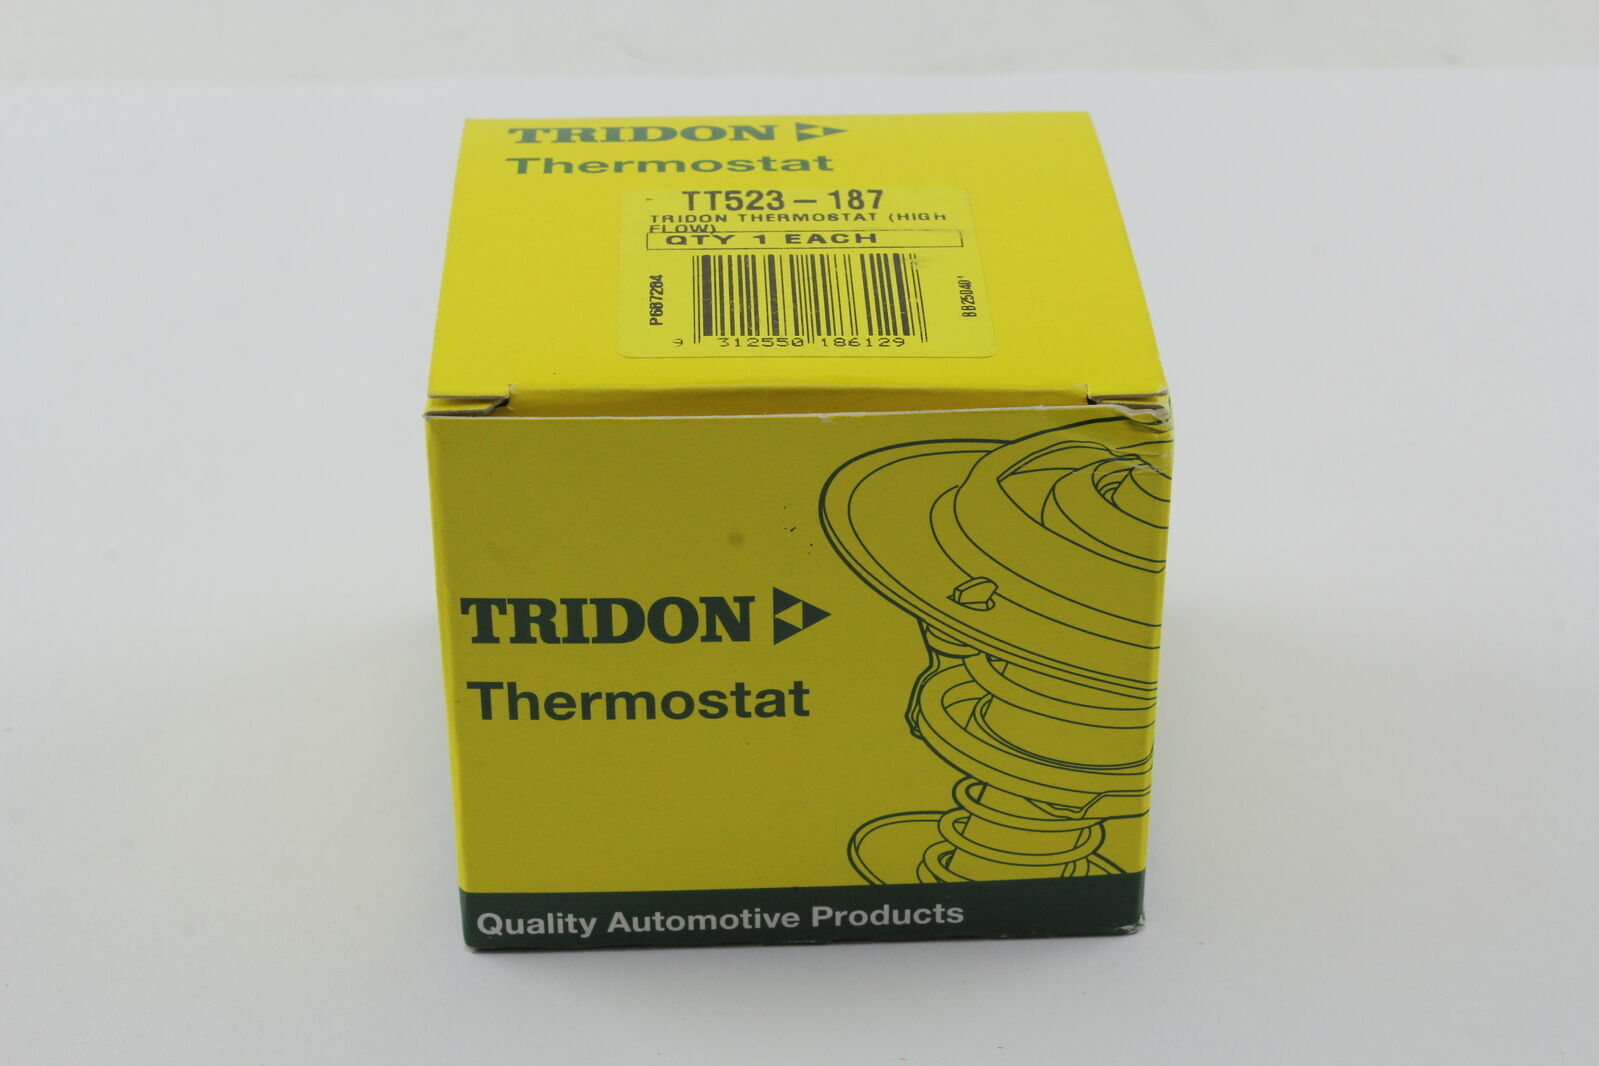 TRIDON
Thermostat
TT523-187
TRIDON THERMOSTAT (HIGH
FLOW)
QTY 1 EACH
P687284
9 312550 186129
TRIDON
Thermostat
Quality Automotive Products